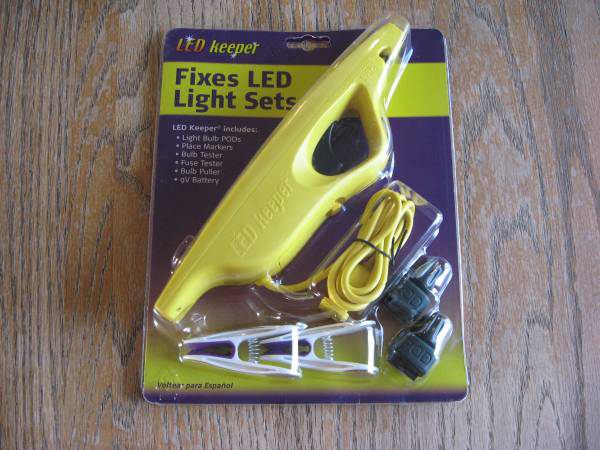 LED keeper
Fixes LED
Light Sets
LED Keeper® includes:
• Light Bulb PODs
• Place Markers
• Bulb Tester
• Fuse Tester
• Bulb Puller
• 9V Battery
LED keeper
Voltear para Español